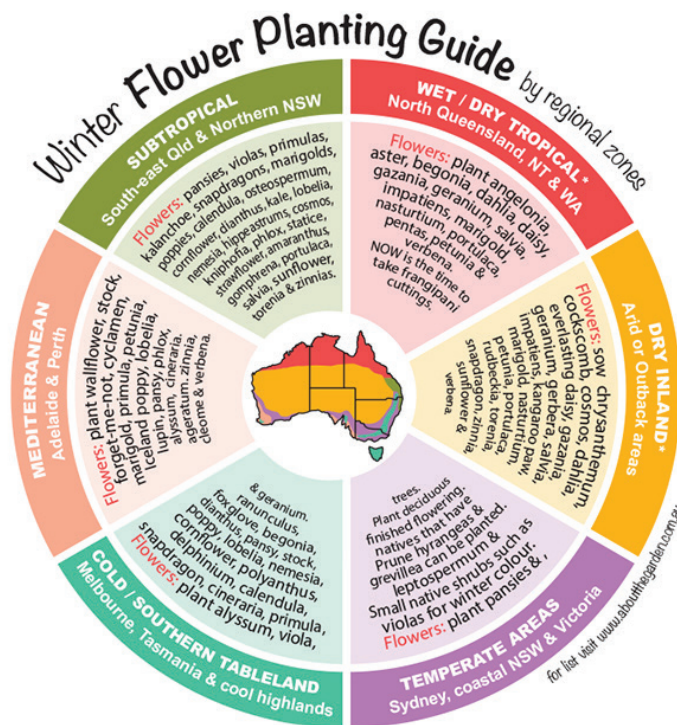 Winter Flower Planting Guide
by regional zones
WET / DRY TROPICAL*
North Queensland, NT & WA
Flowers: plant angelonia,
aster, begonia, dahlia, daisy,
gazania, geranium, salvia,
impatiens, marigold,
nasturtium, portulaca,
pentas, petunia &
verbena.
NOW is the time to
take frangipani
cuttings.
DRY INLAND*
Arid or Outback areas
Flowers: sow chrysanthemum,
cockscomb, cosmos, dahlia,
everlasting daisy, gazania,
geranium, gerbera, salvia
impatiens, kangaroo paw,
marigold, nasturtium,
petunia, portulaca,
rudbeckia, torenia,
snapdragon, zinnia
sunflower &
verbena.
TEMPERATE AREAS
Sydney, coastal NSW & Victoria
Flowers: plant pansies & ,
violas for winter colour.
Small native shrubs such as
leptospermum &
grevillea can be planted.
Prune hyrangeas &
natives that have
finished flowering.
Plant deciduous
trees.
COLD / SOUTHERN TABLELAND
Melbourne, Tasmania & cool highlands
Flowers: plant alyssum, viola,
snapdragon, cineraria, primula,
delphinium, calendula,
cornflower, polyanthus,
poppy, lobelia, nemesia,
dianthus, pansy, stock,
foxglove, begonia,
ranunculus,
& geranium.
MEDITERRANEAN
Adelaide & Perth
Flowers: plant wallflower, stock,
forget-me-not, cyclamen,
marigold, primula, petunia,
Iceland poppy, lobelia,
lupin, pansy, phlox,
alyssum, cineraria.
ageratum, zinnia,
cleome & verbena.
SUBTROPICAL
South-east Qld & Northern NSW
Flowers: pansies, violas, primulas,
kalanchoe, snapdragons, marigolds,
poppies, calendula, osteospermum,
cornflower, dianthus, kale, lobelia,
nemesia, hippeastrums, cosmos,
kniphofia, phlox, statice,
strawflower, amaranthus,
gomphrena, portulaca,
salvia, sunflower,
torenia & zinnias.
for list visit www.aboutthegarden.com.au